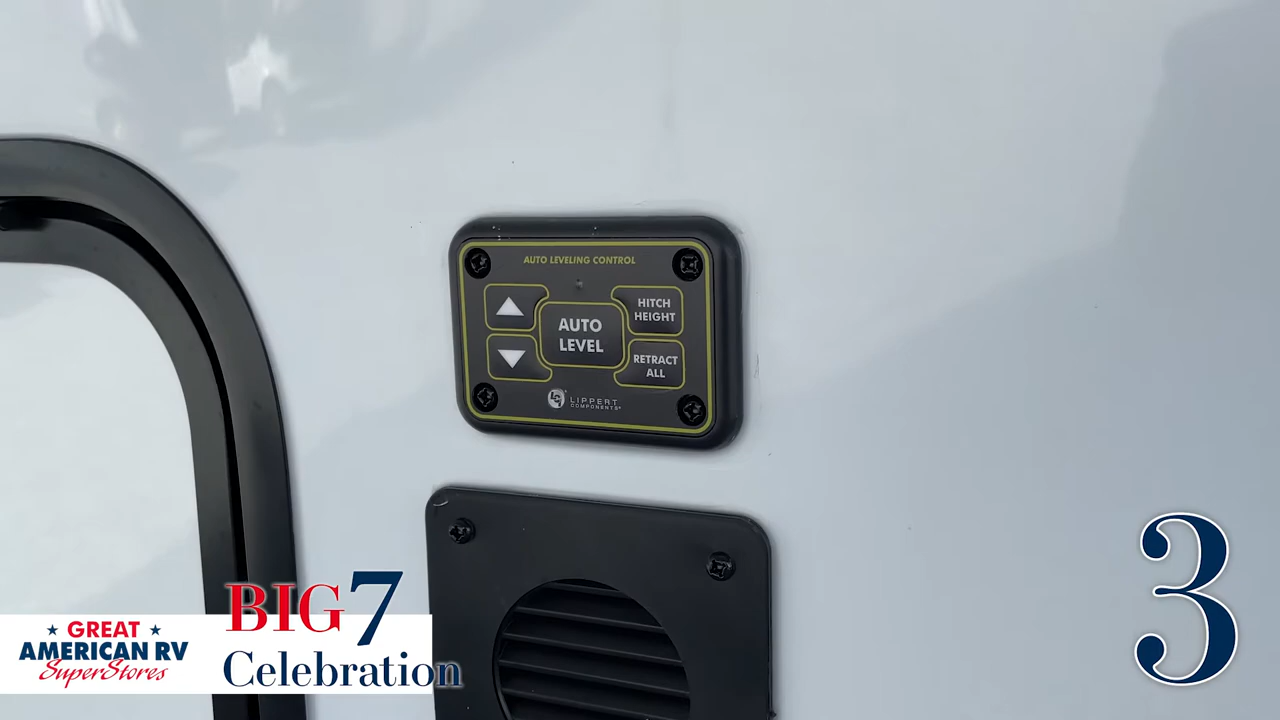 AUTO LEVELING CONTROL
AUTO
LEVEL
HITCH
HEIGHT
RETRACT
ALL
LCI
LIPPERT
COMPONENTS®
BIG 7
Celebration
GREAT
AMERICAN RV
SuperStores
3